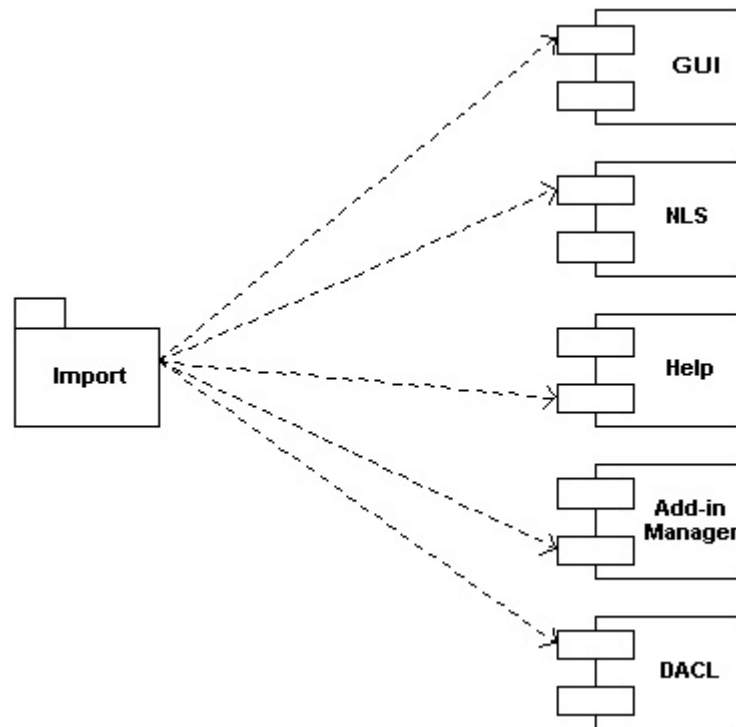 GUI
NLS
Import
Help
Add-in
Manager
DACL